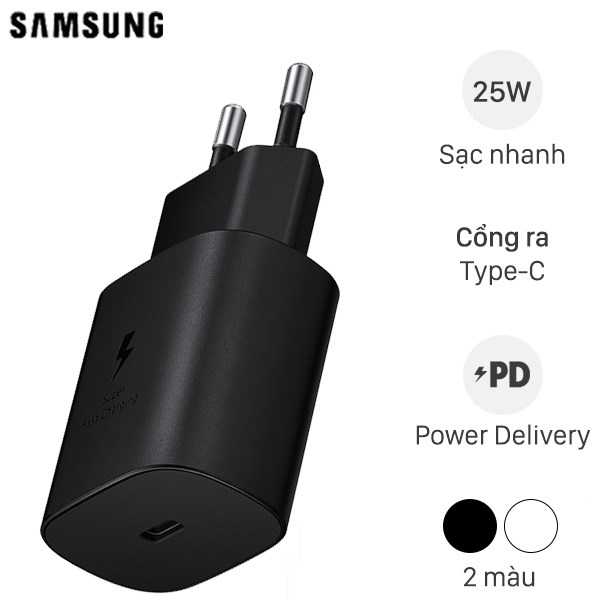 SAMSUNG
25W
Sạc nhanh
Cổng ra
Type-C
PD
Power Delivery
2 màu
Super
Fast Charging